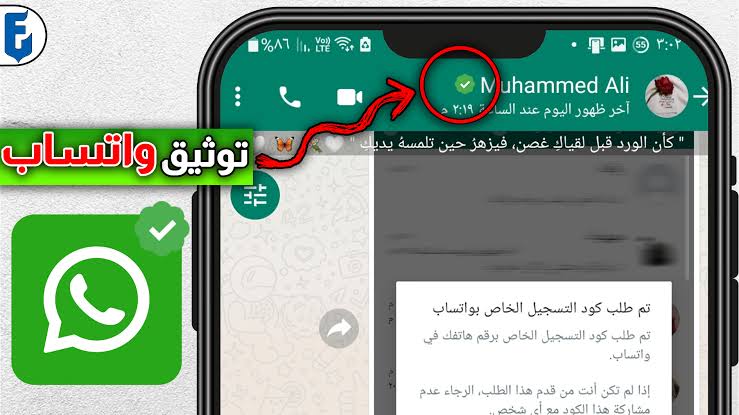 ٣:٠٢
55
VoLTE
%٨٦
Muhammed Ali
آخر ظهور اليوم عند الساعة ٢:١٩ م
توثيق واتساب
" كأن الورد قبل لقياكِ غصن، فيزهرُ حين تلمسهُ يديكِ "
تم طلب كود التسجيل الخاص بواتساب
تم طلب كود التسجيل الخاص برقم هاتفك في
واتساب.
إذا لم تكن أنت من قدم هذا الطلب، الرجاء عدم
مشاركة هذا الكود مع أي شخص.